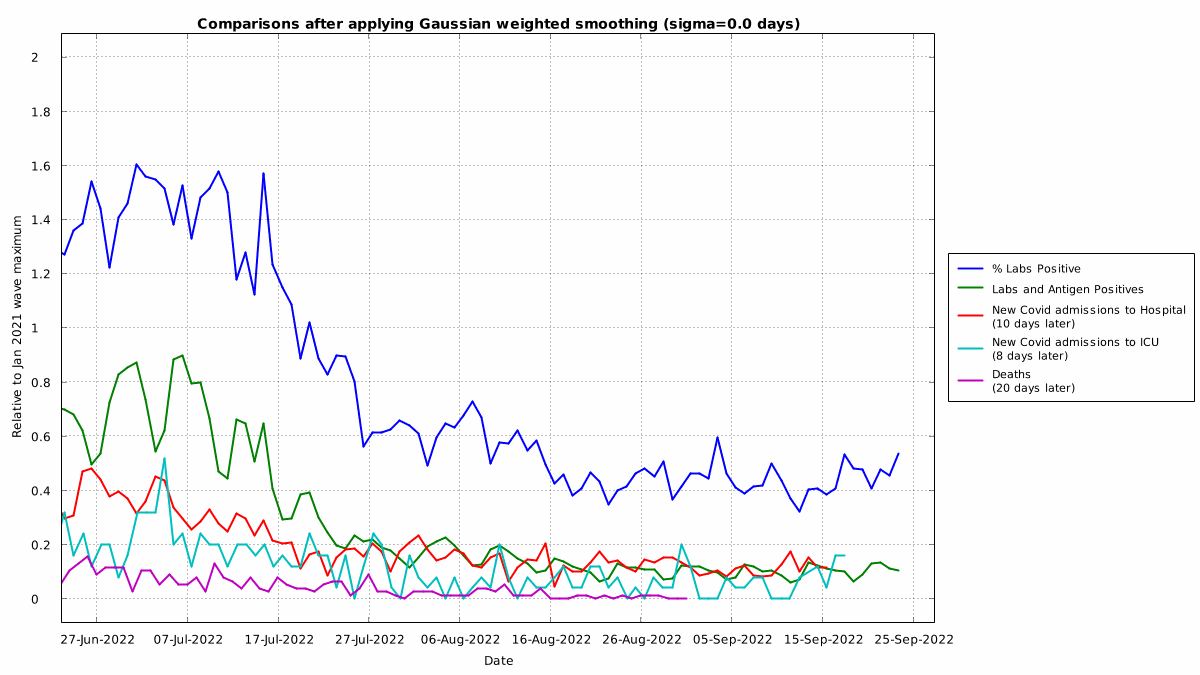 Comparisons after applying Gaussian weighted smoothing (sigma=0.0 days)
Relative to Jan 2021 wave maximum
2
1.8
1.6
1.4
1.2
1
0.8
0.6
0.4
0.2
0
27-Jun-2022 07-Jul-2022 17-Jul-2022 27-Jul-2022 06-Aug-2022 16-Aug-2022 26-Aug-2022 05-Sep-2022 15-Sep-2022 25-Sep-2022
Date
% Labs Positive
Labs and Antigen Positives
New Covid admissions to Hospital
(10 days later)
New Covid admissions to ICU
(8 days later)
Deaths
(20 days later)